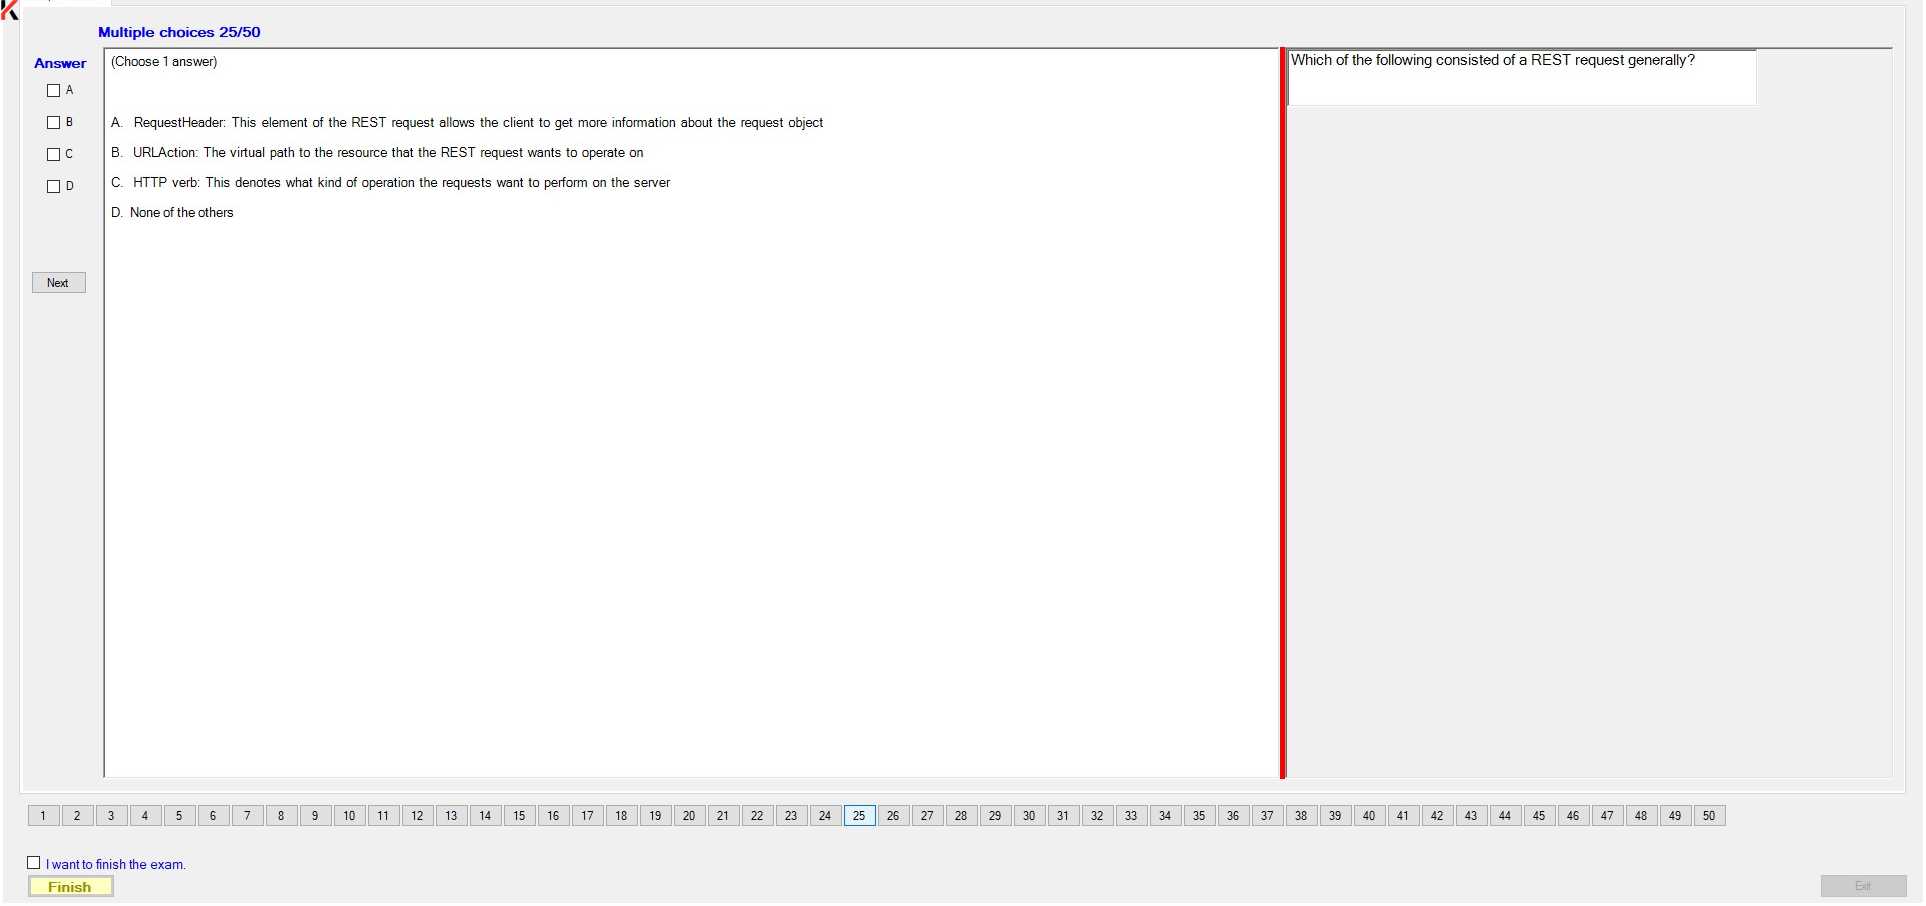 Multiple choices 25/50
Answer
A
B
C
D
Next
(Choose 1 answer)
A. RequestHeader: This element of the REST request allows the client to get more information about the request object
B. URLAction: The virtual path to the resource that the REST request wants to operate on
C. HTTP verb: This denotes what kind of operation the requests want to perform on the server
D. None of the others
Which of the following consisted of a REST request generally?
1 2 3 4 5 6 7 8 9 10 11 12 13 14 15 16 17 18 19 20 21 22 23 24 25 26 27 28 29 30 31 32 33 34 35 36 37 38 39 40 41 42 43 44 45 46 47 48 49 50
I want to finish the exam.
Finish
Exit